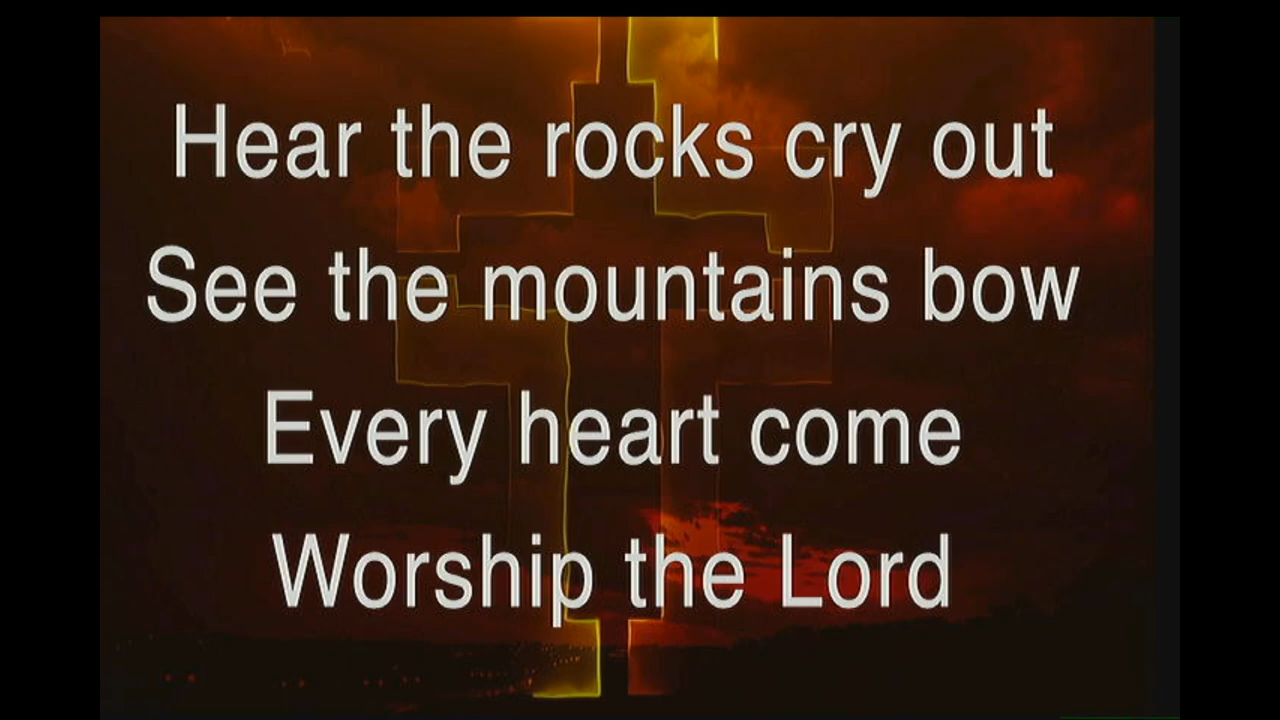 Hear the rocks cry out
See the mountains bow
Every heart come
Worship the Lord